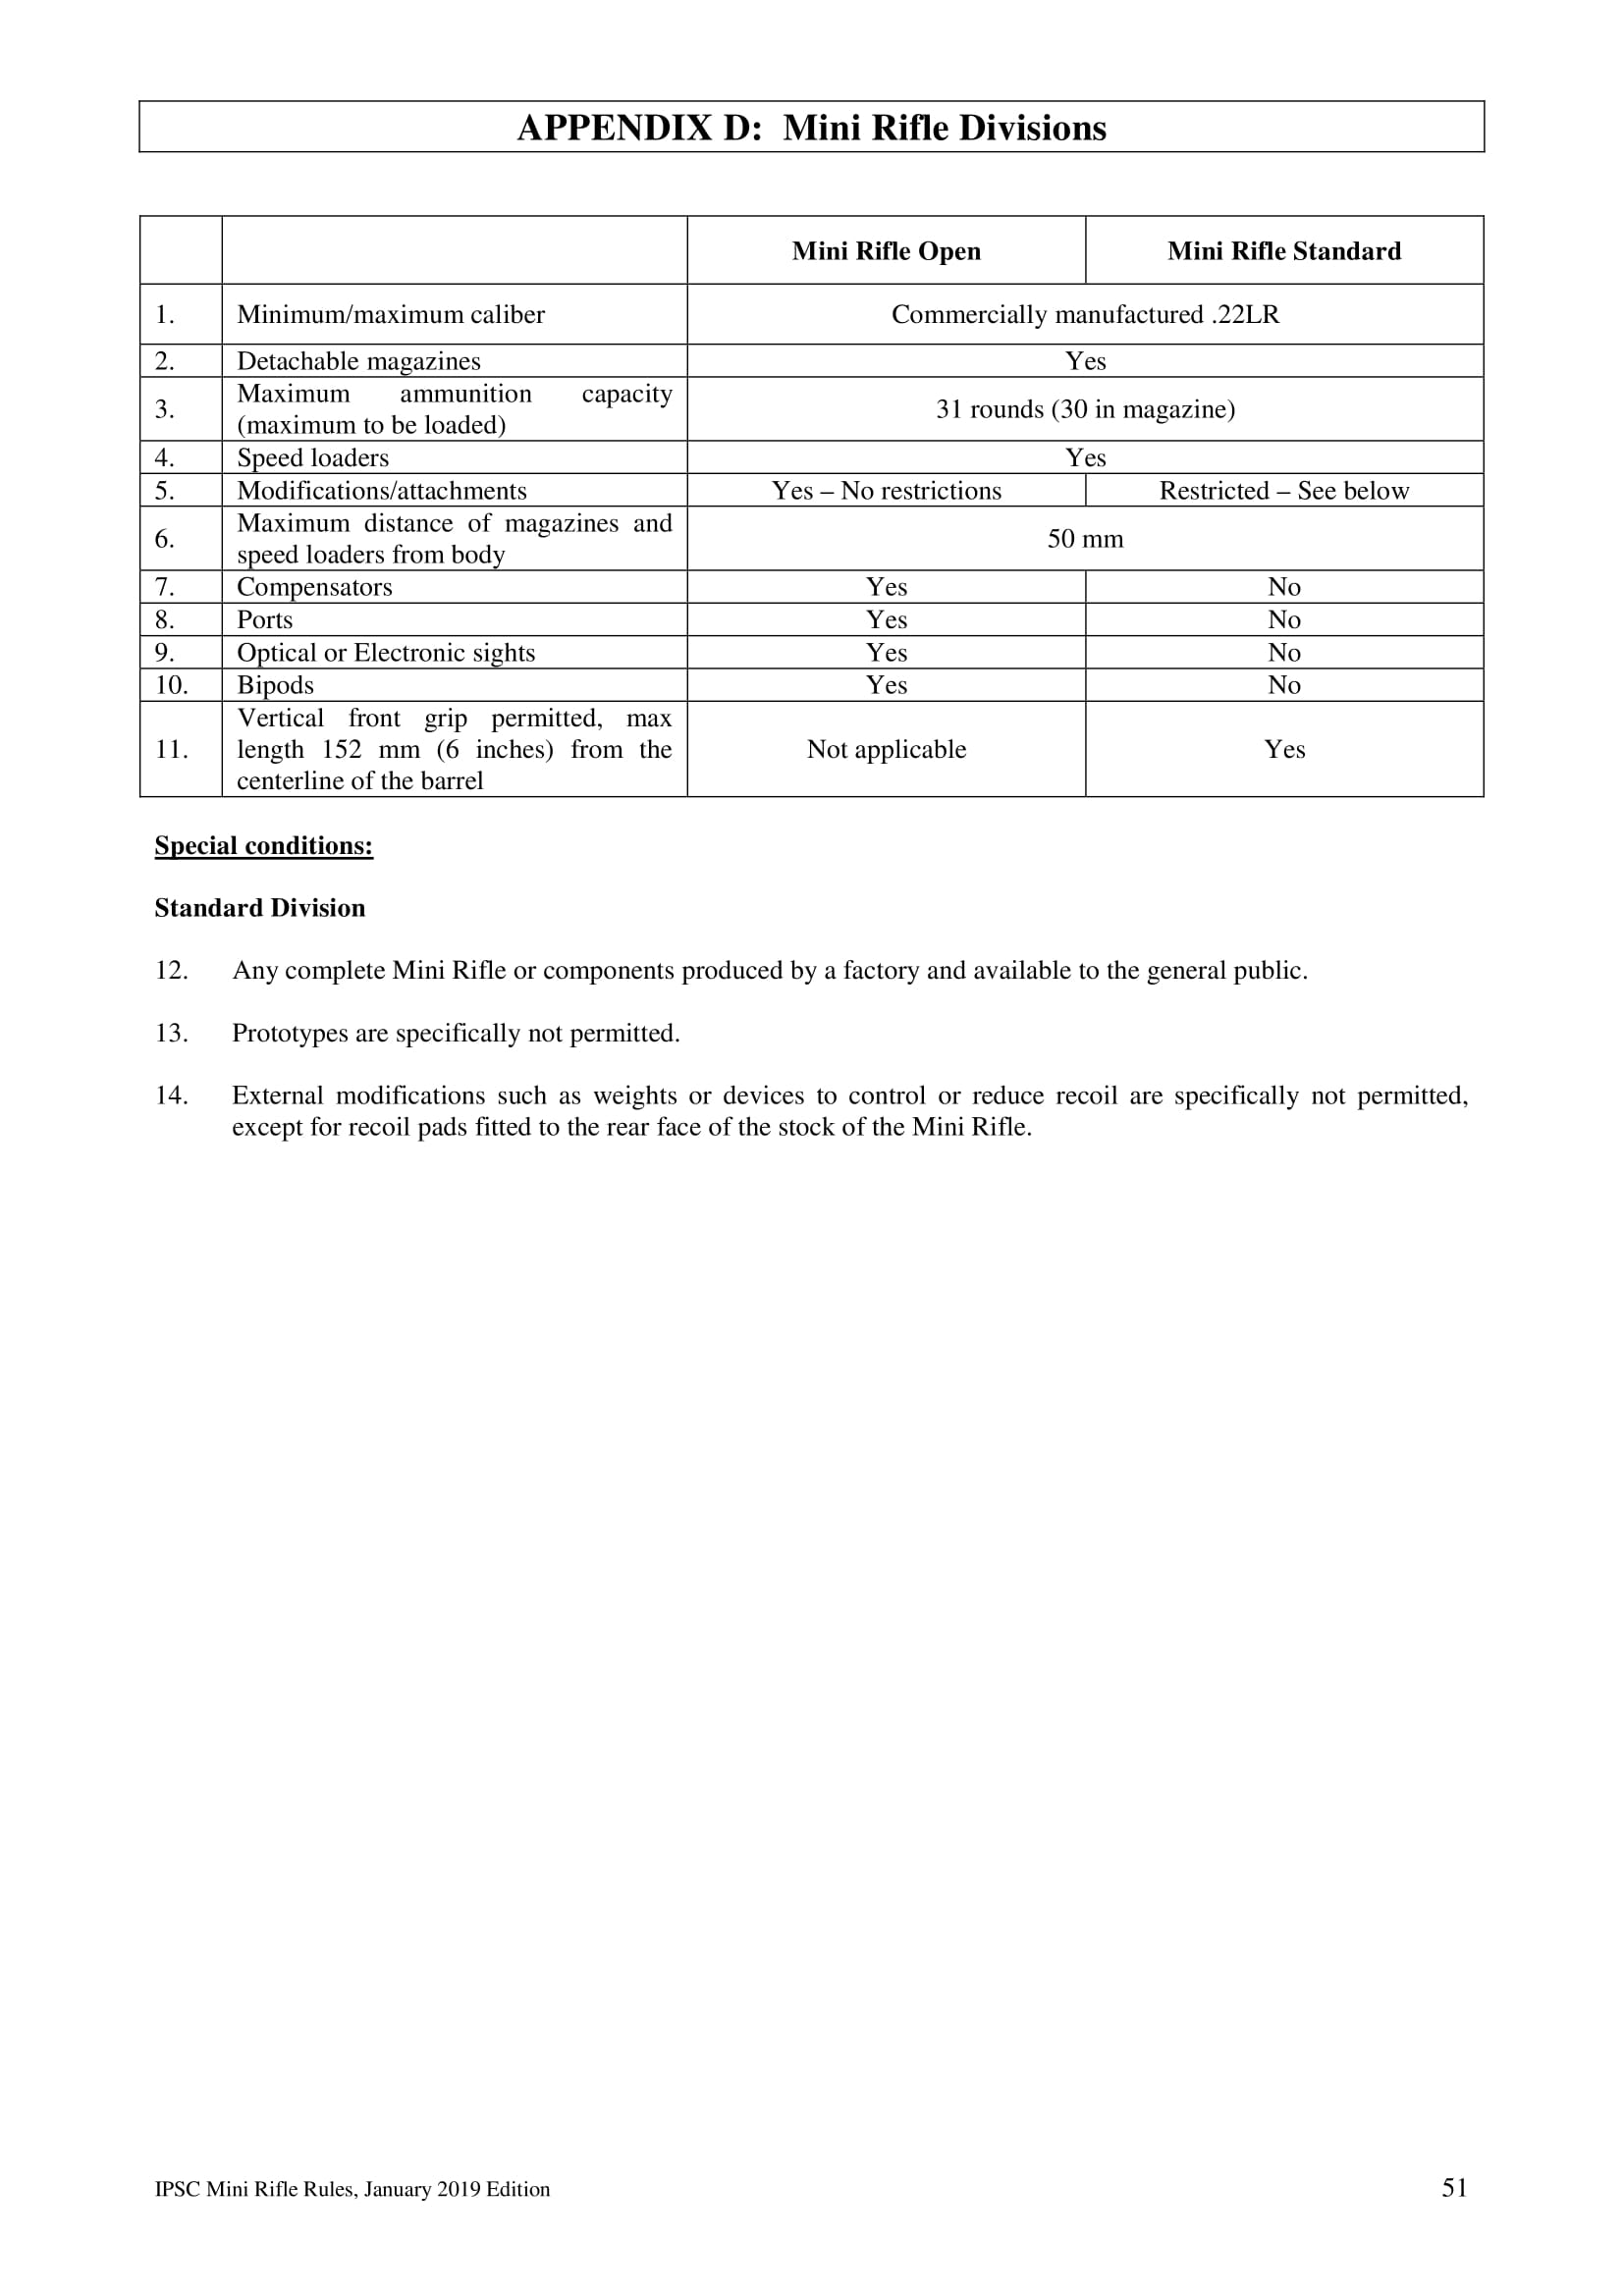 APPENDIX D: Mini Rifle Divisions
Mini Rifle Open Mini Rifle Standard
1. Minimum/maximum caliber Commercially manufactured .22LR
2. Detachable magazines Yes
3. Maximum ammunition capacity
(maximum to be loaded) 31 rounds (30 in magazine)
4. Speed loaders Yes
5. Modifications/attachments Yes – No restrictions Restricted – See below
6. Maximum distance of magazines and
speed loaders from body 50 mm
7. Compensators Yes No
8. Ports Yes No
9. Optical or Electronic sights Yes No
10. Bipods Yes No
11. Vertical front grip permitted, max
length 152 mm (6 inches) from the
centerline of the barrel Not applicable Yes
Special conditions:
Standard Division
12. Any complete Mini Rifle or components produced by a factory and available to the general public.
13. Prototypes are specifically not permitted.
14. External modifications such as weights or devices to control or reduce recoil are specifically not permitted,
except for recoil pads fitted to the rear face of the stock of the Mini Rifle.
IPSC Mini Rifle Rules, January 2019 Edition 51